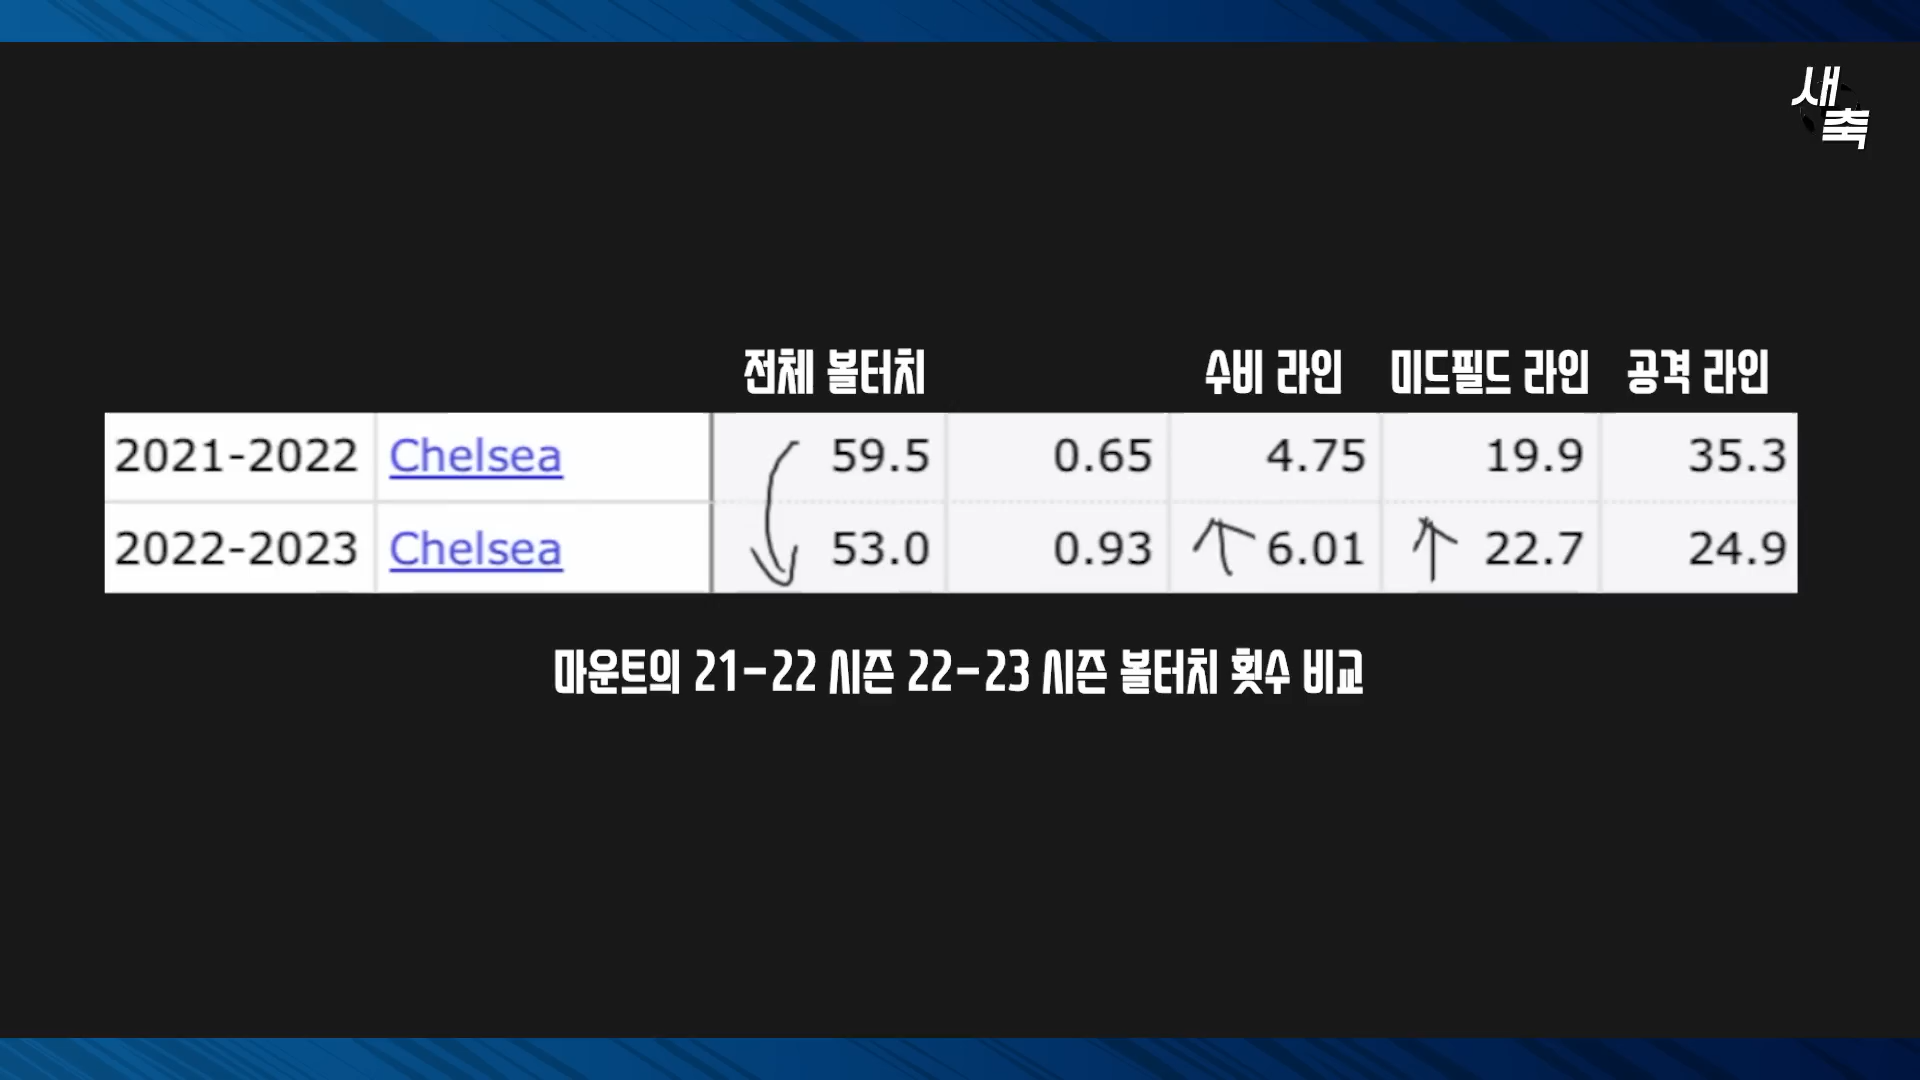 새
축
전체 볼터치 수비 라인 미드필드 라인 공격 라인
2021-2022 Chelsea 59.5 0.65 4.75 19.9 35.3
2022-2023 Chelsea 53.0 0.93 6.01 22.7 24.9
마운트의 21-22 시즌 22-23 시즌 볼터치 횟수 비교